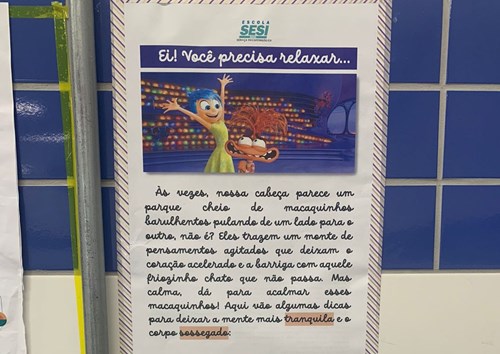 ESCOLA
SESI
Ei! Você precisa relaxar...
Às vezes, nossa cabeça parece um
parque cheio de macaquinhos
barulhentos pulando de um lado para o
outro, não é? Eles trazem um monte de
pensamentos agitados que deixam o
coração acelerado e a barriga com aquele
friozinho chato que não passa. Mas
calma, dá para acalmar esses
macaquinhos! Aqui vão algumas dicas
para deixar a mente mais tranquila e o
corpo sossegado: